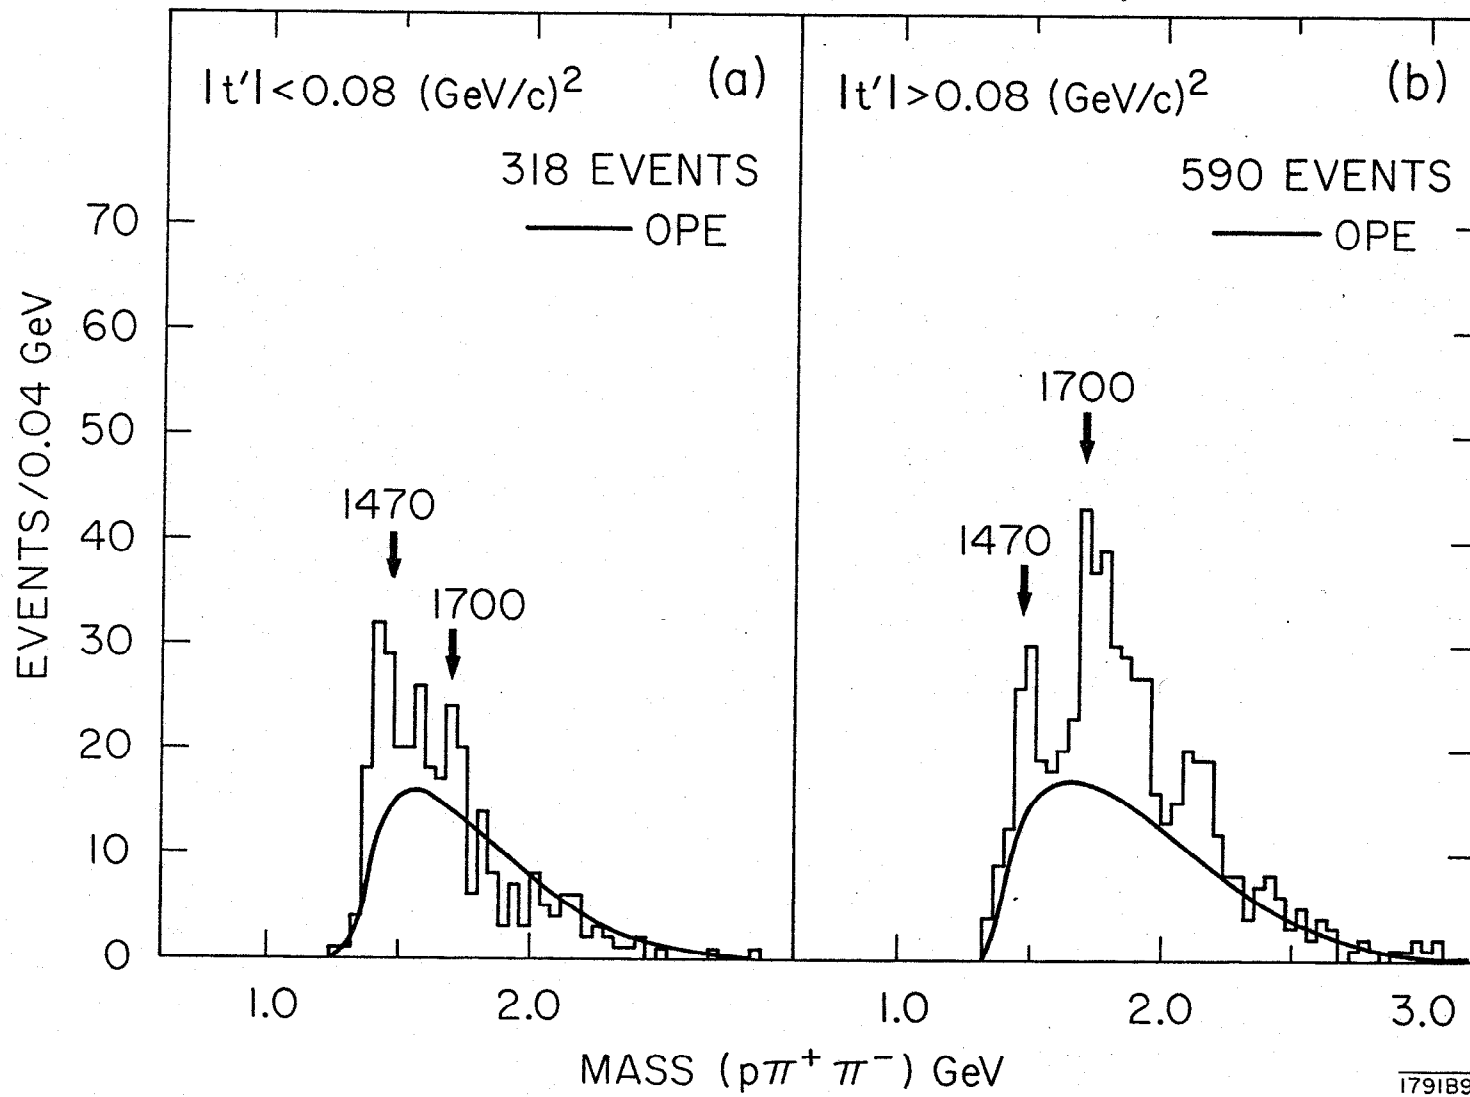 |t'|<0.08 (GeV/c)²
(a)
318 EVENTS
OPE
|t'|>0.08 (GeV/c)²
(b)
590 EVENTS
OPE
EVENTS/0.04 GeV
70
60
50
40
30
20
10
0
1470
1700
1470
1700
1.0
2.0
1.0
2.0
3.0
MASS (pπ⁺π⁻) GeV
1791B9